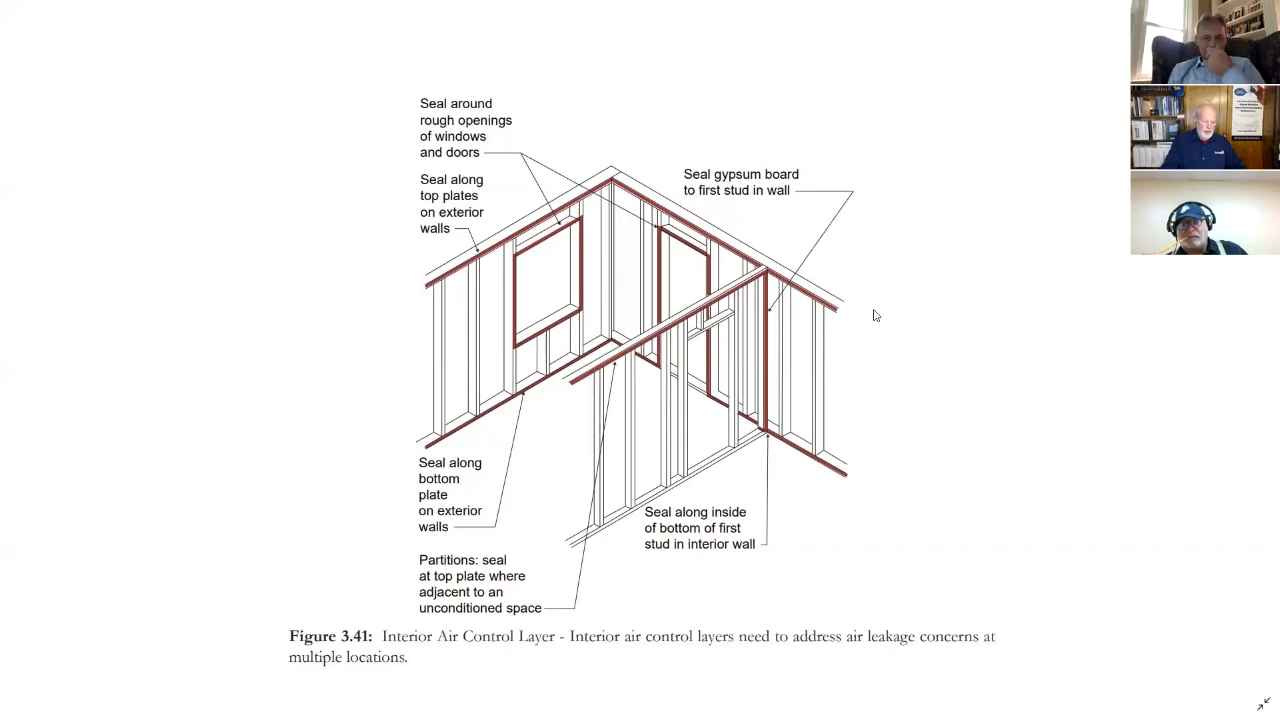 Seal around
rough openings
of windows
and doors
Seal along
top plates
on exterior
walls
Seal gypsum board
to first stud in wall
Seal along
bottom
plate
on exterior
walls
Seal along inside
of bottom of first
stud in interior wall
Partitions: seal
at top plate where
adjacent to an
unconditioned space
Figure 3.41: Interior Air Control Layer - Interior air control layers need to address air leakage concerns at
multiple locations.